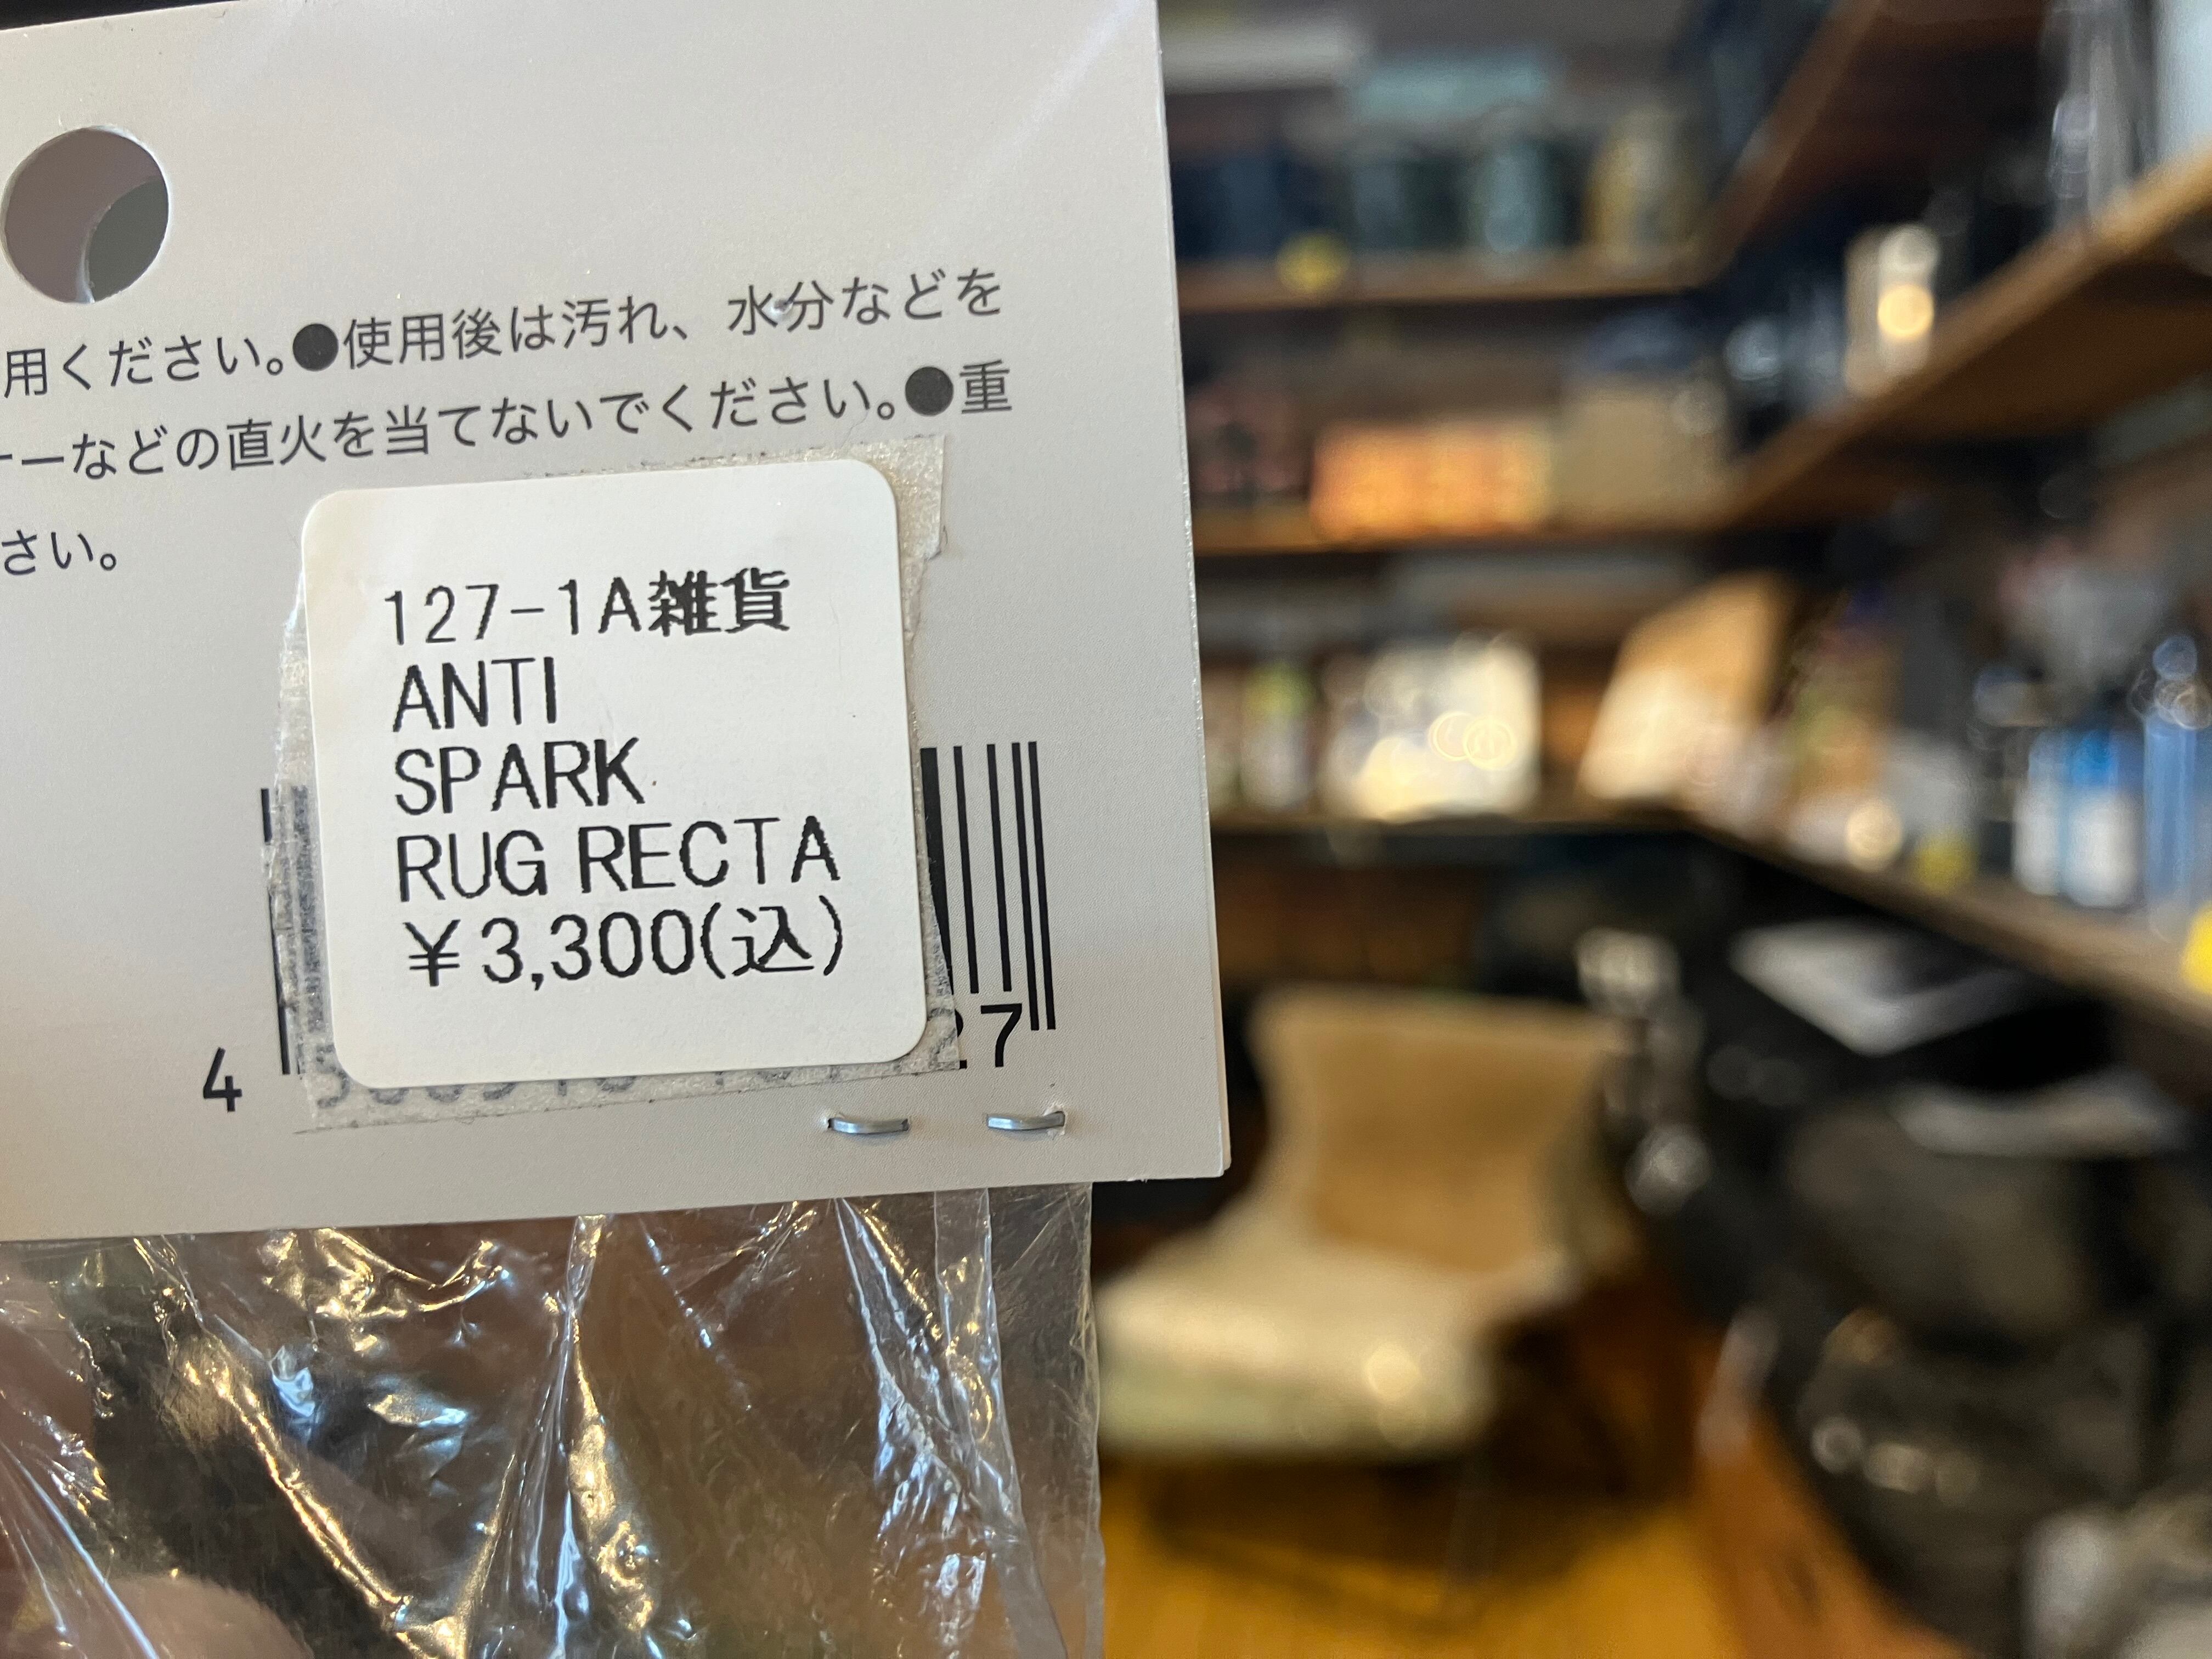 用ください。●使用後は汚れ、水分などを
ーなどの直火を当てないでください。●重
さい。
127-1A雑貨
ANTI
SPARK
RUG RECTA
¥3,300(込)
4
27